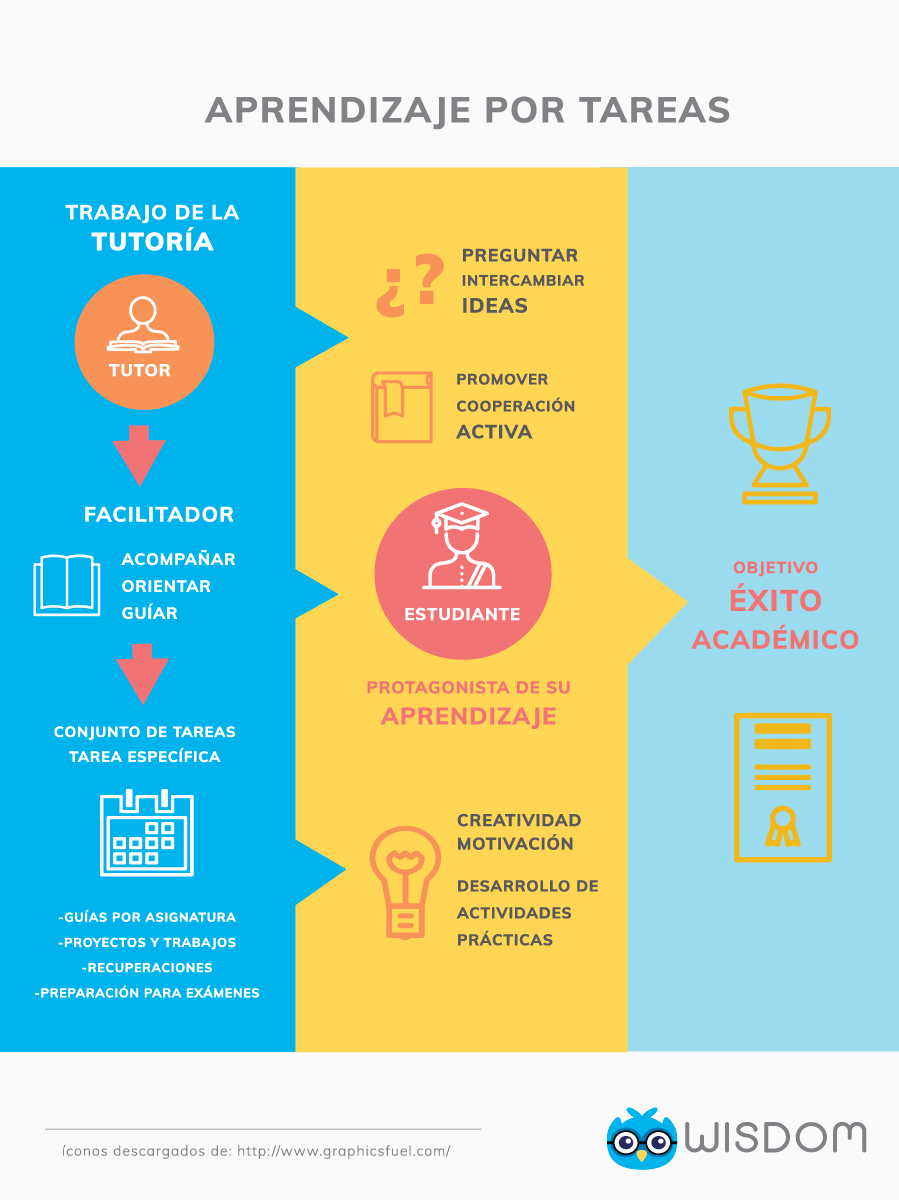 APRENDIZAJE POR TAREAS
TRABAJO DE LA
TUTORÍA
TUTOR
FACILITADOR
ACOMPAÑAR
ORIENTAR
GUÍAR
CONJUNTO DE TAREAS
TAREA ESPECÍFICA
-GUÍAS POR ASIGNATURA
-PROYECTOS Y TRABAJOS
-RECUPERACIONES
-PREPARACIÓN PARA EXÁMENES
¿?
PREGUNTAR
INTERCAMBIAR
IDEAS
PROMOVER
COOPERACIÓN
ACTIVA
ESTUDIANTE
PROTAGONISTA DE SU
APRENDIZAJE
CREATIVIDAD
MOTIVACIÓN
DESARROLLO DE
ACTIVIDADES
PRÁCTICAS
OBJETIVO
ÉXITO
ACADÉMICO
íconos descargados de: http://www.graphicsfuel.com/
WISDOM